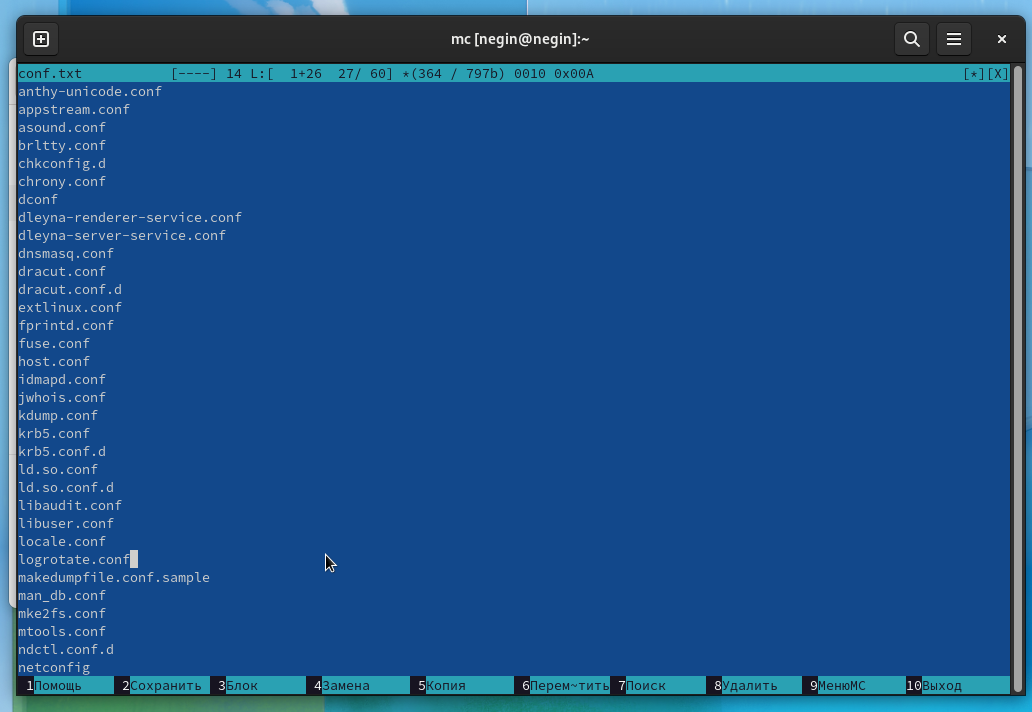 mc [negin@negin]:~
conf.txt [----] 14 L:[ 1+26 27/ 60] *(364 / 797b) 0010 0x00A [*][X]
anthy-unicode.conf
appstream.conf
asound.conf
brltty.conf
chkconfig.d
chrony.conf
dconf
dleyna-renderer-service.conf
dleyna-server-service.conf
dnsmasq.conf
dracut.conf
dracut.conf.d
extlinux.conf
fprintd.conf
fuse.conf
host.conf
idmapd.conf
jwhois.conf
kdump.conf
krb5.conf
krb5.conf.d
ld.so.conf
ld.so.conf.d
libaudit.conf
libuser.conf
locale.conf
logrotate.conf
makedumpfile.conf.sample
man_db.conf
mke2fs.conf
mtools.conf
ndctl.conf.d
netconfig
1Помощь 2Сохранить 3Блок 4Замена 5Копия 6Перем~тить 7Поиск 8Удалить 9МенюMC 10Выход